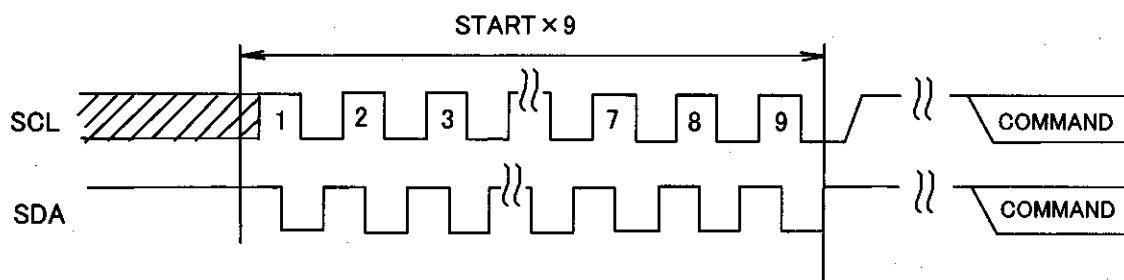 START×9
SCL 1 2 3 7 8 9 COMMAND
SDA COMMAND